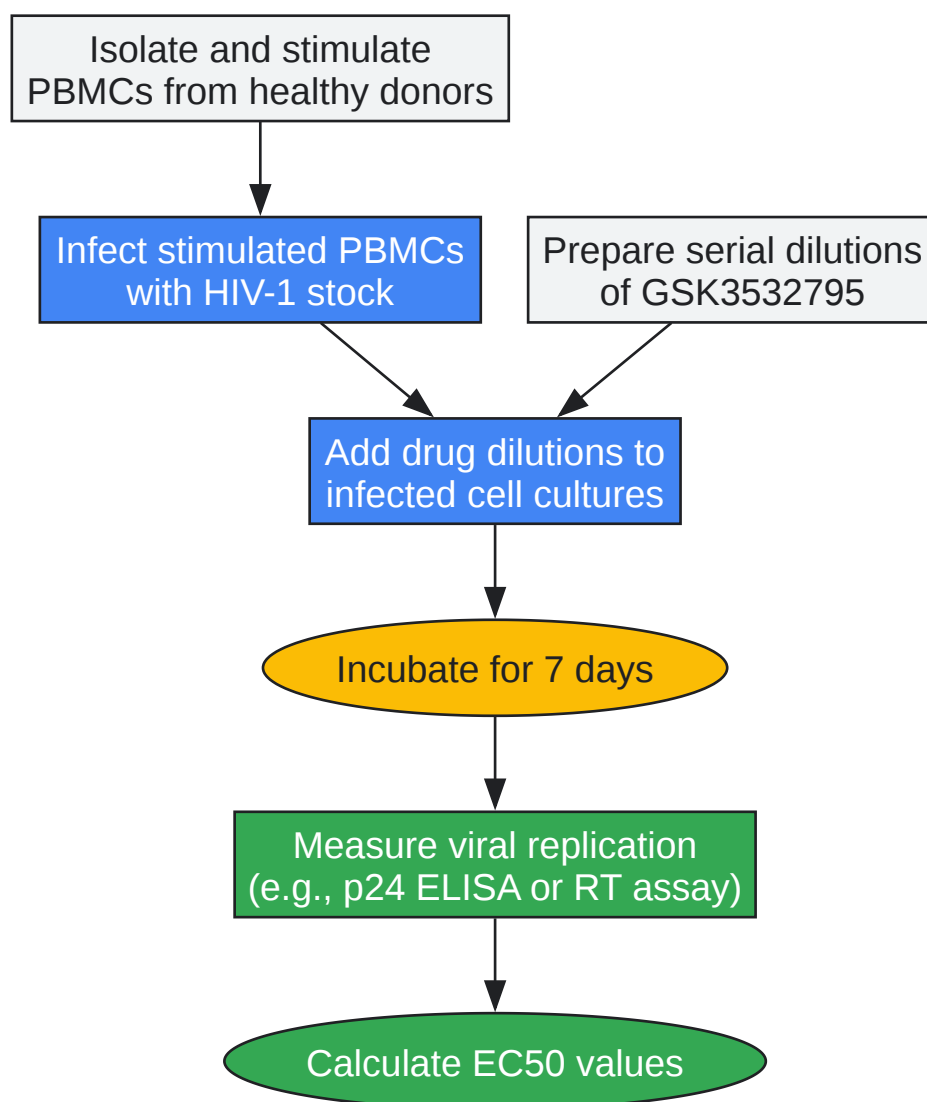 Isolate and stimulate
PBMCs from healthy donors
Infect stimulated PBMCs
with HIV-1 stock
Prepare serial dilutions
of GSK3532795
Add drug dilutions to
infected cell cultures
Incubate for 7 days
Measure viral replication
(e.g., p24 ELISA or RT assay)
Calculate EC50 values